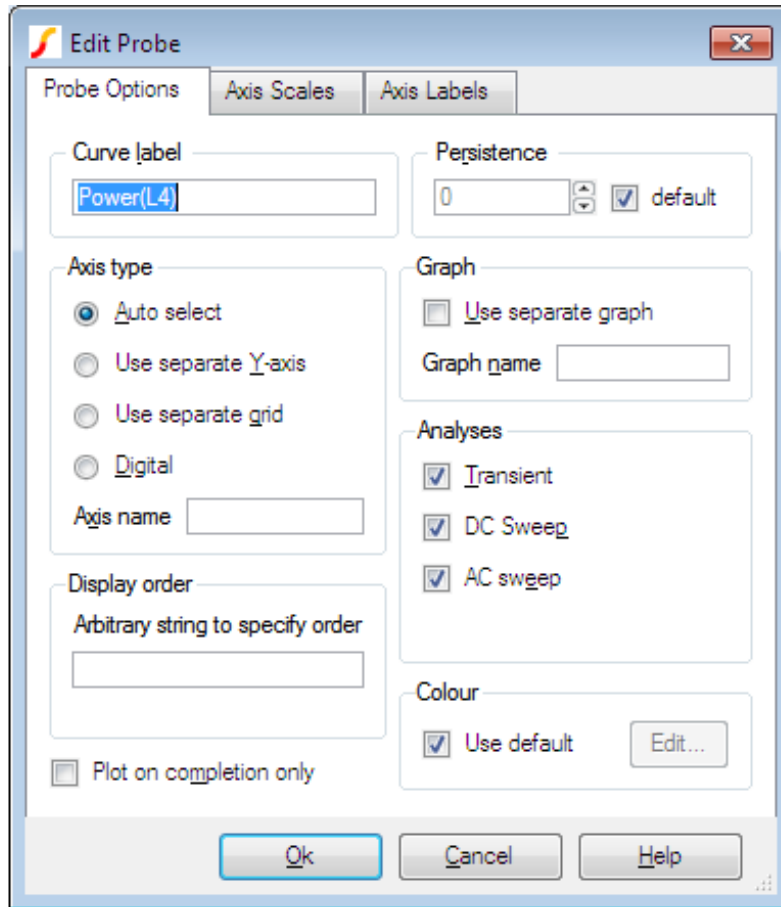 Edit Probe
Probe Options
Axis Scales
Axis Labels
Curve label
Power(L4)
Persistence
0
default
Axis type
Auto select
Use separate Y-axis
Use separate grid
Digital
Axis name
Graph
Use separate graph
Graph name
Analyses
Transient
DC Sweep
AC sweep
Display order
Arbitrary string to specify order
Colour
Use default
Edit...
Plot on completion only
Ok
Cancel
Help